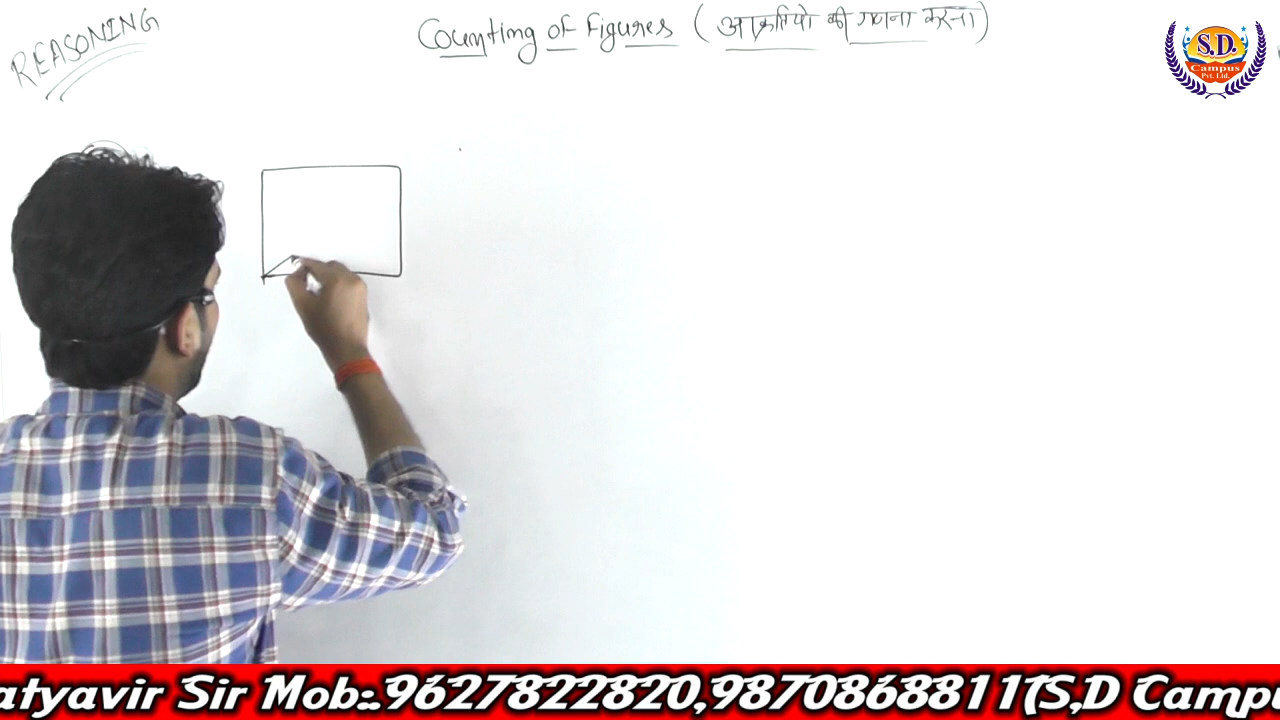 REASONING
Counting of Figures (आकृतियो की गणना करना)
S.D.
Campus
Pvt. Ltd.
atyavir Sir Mob:.9627822820,9870868811(S,D Campu